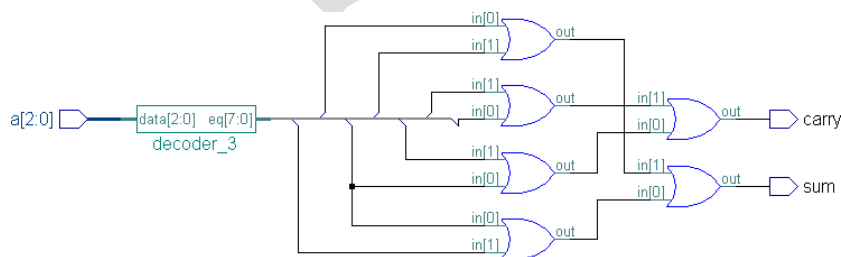 in[0]
out
in[1]
in[1]
out
in[0]
in[1]
out
carry
in[0]
a[2:0]
data[2:0] eq[7:0]
decoder_3
in[1]
out
in[0]
in[1]
out
sum
in[0]
in[0]
out
in[1]